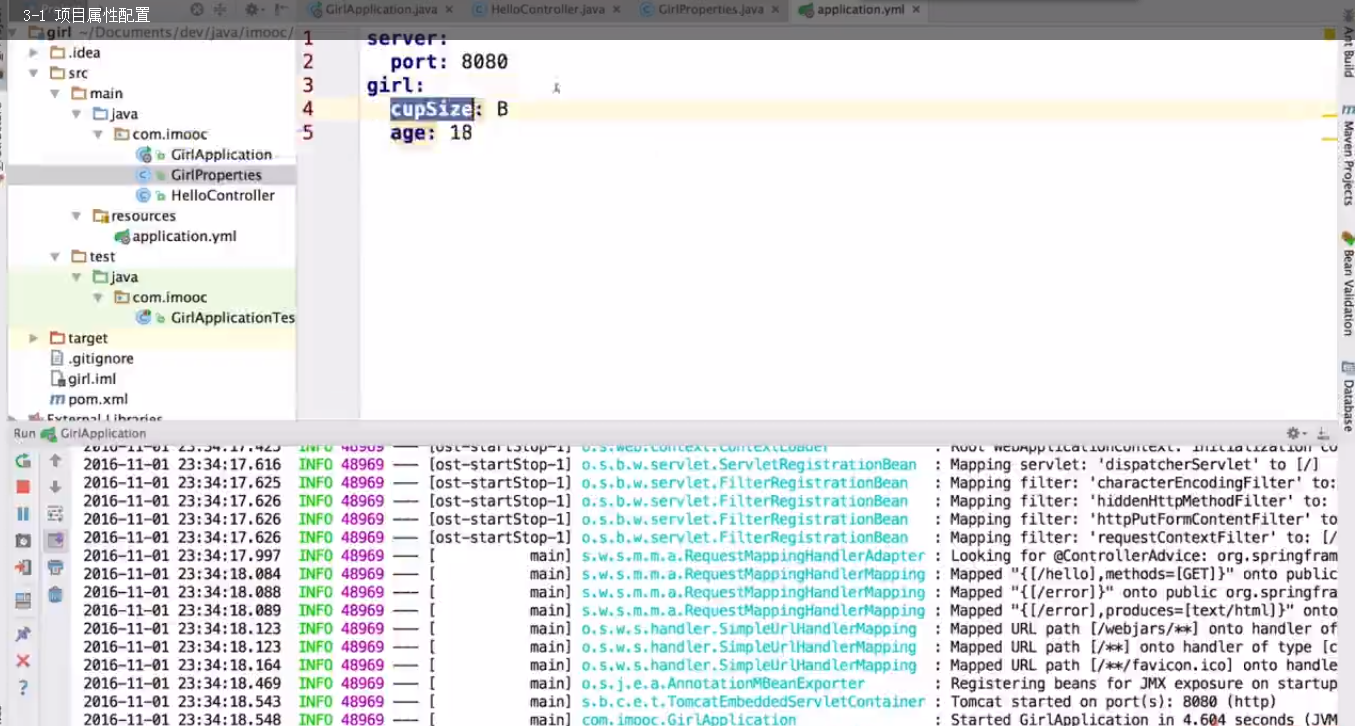 3-1 项目属性配置
GirlApplication.java
HelloController.java
GirlProperties.java
application.yml
girl ~/Documents/dev/java/imooc/
.idea
src
main
java
com.imooc
GirlApplication
GirlProperties
HelloController
resources
application.yml
test
java
com.imooc
GirlApplicationTes
target
.gitignore
girl.iml
pom.xml
External Libraries
1 server:
2 port: 8080
3 girl:
4 cupSize: B
5 age: 18
Ant Build
Maven Projects
Bean Validation
Database
Run GirlApplication
2016-11-01 23:34:17.425 INFO 48969 --- [ost-startStop-1] o.s.web.context.ContextLoader : Root WebApplicationContext: initialization co
2016-11-01 23:34:17.616 INFO 48969 --- [ost-startStop-1] o.s.b.w.servlet.ServletRegistrationBean : Mapping servlet: 'dispatcherServlet' to [/]
2016-11-01 23:34:17.625 INFO 48969 --- [ost-startStop-1] o.s.b.w.servlet.FilterRegistrationBean : Mapping filter: 'characterEncodingFilter' to:
2016-11-01 23:34:17.626 INFO 48969 --- [ost-startStop-1] o.s.b.w.servlet.FilterRegistrationBean : Mapping filter: 'hiddenHttpMethodFilter' to:
2016-11-01 23:34:17.626 INFO 48969 --- [ost-startStop-1] o.s.b.w.servlet.FilterRegistrationBean : Mapping filter: 'httpPutFormContentFilter' to
2016-11-01 23:34:17.626 INFO 48969 --- [ost-startStop-1] o.s.b.w.servlet.FilterRegistrationBean : Mapping filter: 'requestContextFilter' to: [/
2016-11-01 23:34:17.997 INFO 48969 --- [ main] s.w.s.m.m.a.RequestMappingHandlerAdapter : Looking for @ControllerAdvice: org.springfram
2016-11-01 23:34:18.084 INFO 48969 --- [ main] s.w.s.m.m.a.RequestMappingHandlerMapping : Mapped "{[/hello],methods=[GET]}" onto public
2016-11-01 23:34:18.088 INFO 48969 --- [ main] s.w.s.m.m.a.RequestMappingHandlerMapping : Mapped "{[/error]}" onto public org.springfra
2016-11-01 23:34:18.089 INFO 48969 --- [ main] s.w.s.m.m.a.RequestMappingHandlerMapping : Mapped "{[/error],produces=[text/html]}" onto
2016-11-01 23:34:18.123 INFO 48969 --- [ main] o.s.w.s.handler.SimpleUrlHandlerMapping : Mapped URL path [/webjars/**] onto handler of
2016-11-01 23:34:18.123 INFO 48969 --- [ main] o.s.w.s.handler.SimpleUrlHandlerMapping : Mapped URL path [/**] onto handler of type [c
2016-11-01 23:34:18.164 INFO 48969 --- [ main] o.s.w.s.handler.SimpleUrlHandlerMapping : Mapped URL path [/**/favicon.ico] onto handle
2016-11-01 23:34:18.469 INFO 48969 --- [ main] o.s.j.e.a.AnnotationMBeanExporter : Registering beans for JMX exposure on startup
2016-11-01 23:34:18.543 INFO 48969 --- [ main] s.b.c.e.t.TomcatEmbeddedServletContainer : Tomcat started on port(s): 8080 (http)
2016-11-01 23:34:18.548 INFO 48969 --- [ main] com.imooc.GirlApplication : Started GirlApplication in 4.604 seconds (JVM